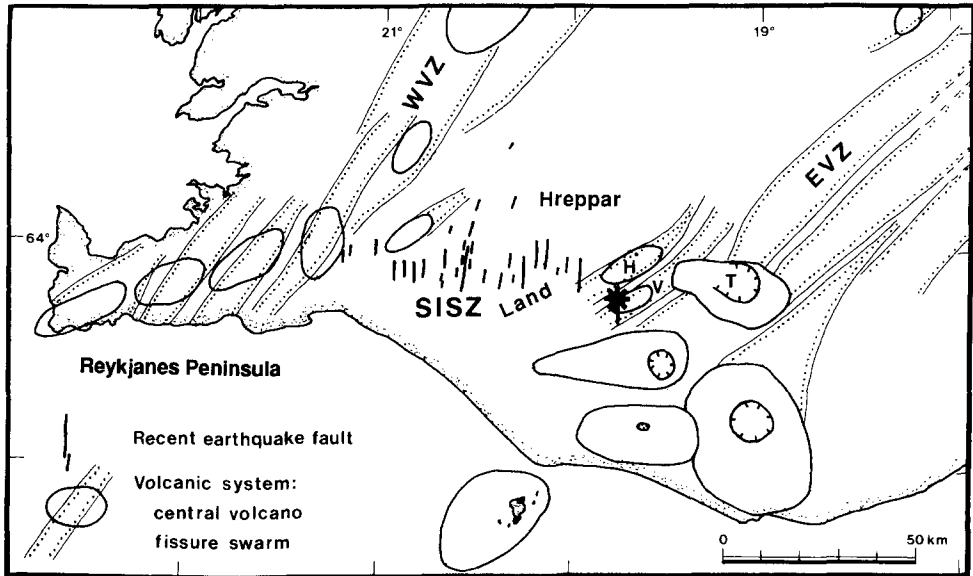 21°
19°
WVZ
EVZ
Hreppar
64°
H
T
V
SISZ
Land
Reykjanes Peninsula
Recent earthquake fault
Volcanic system:
central volcano
fissure swarm
0
50 km